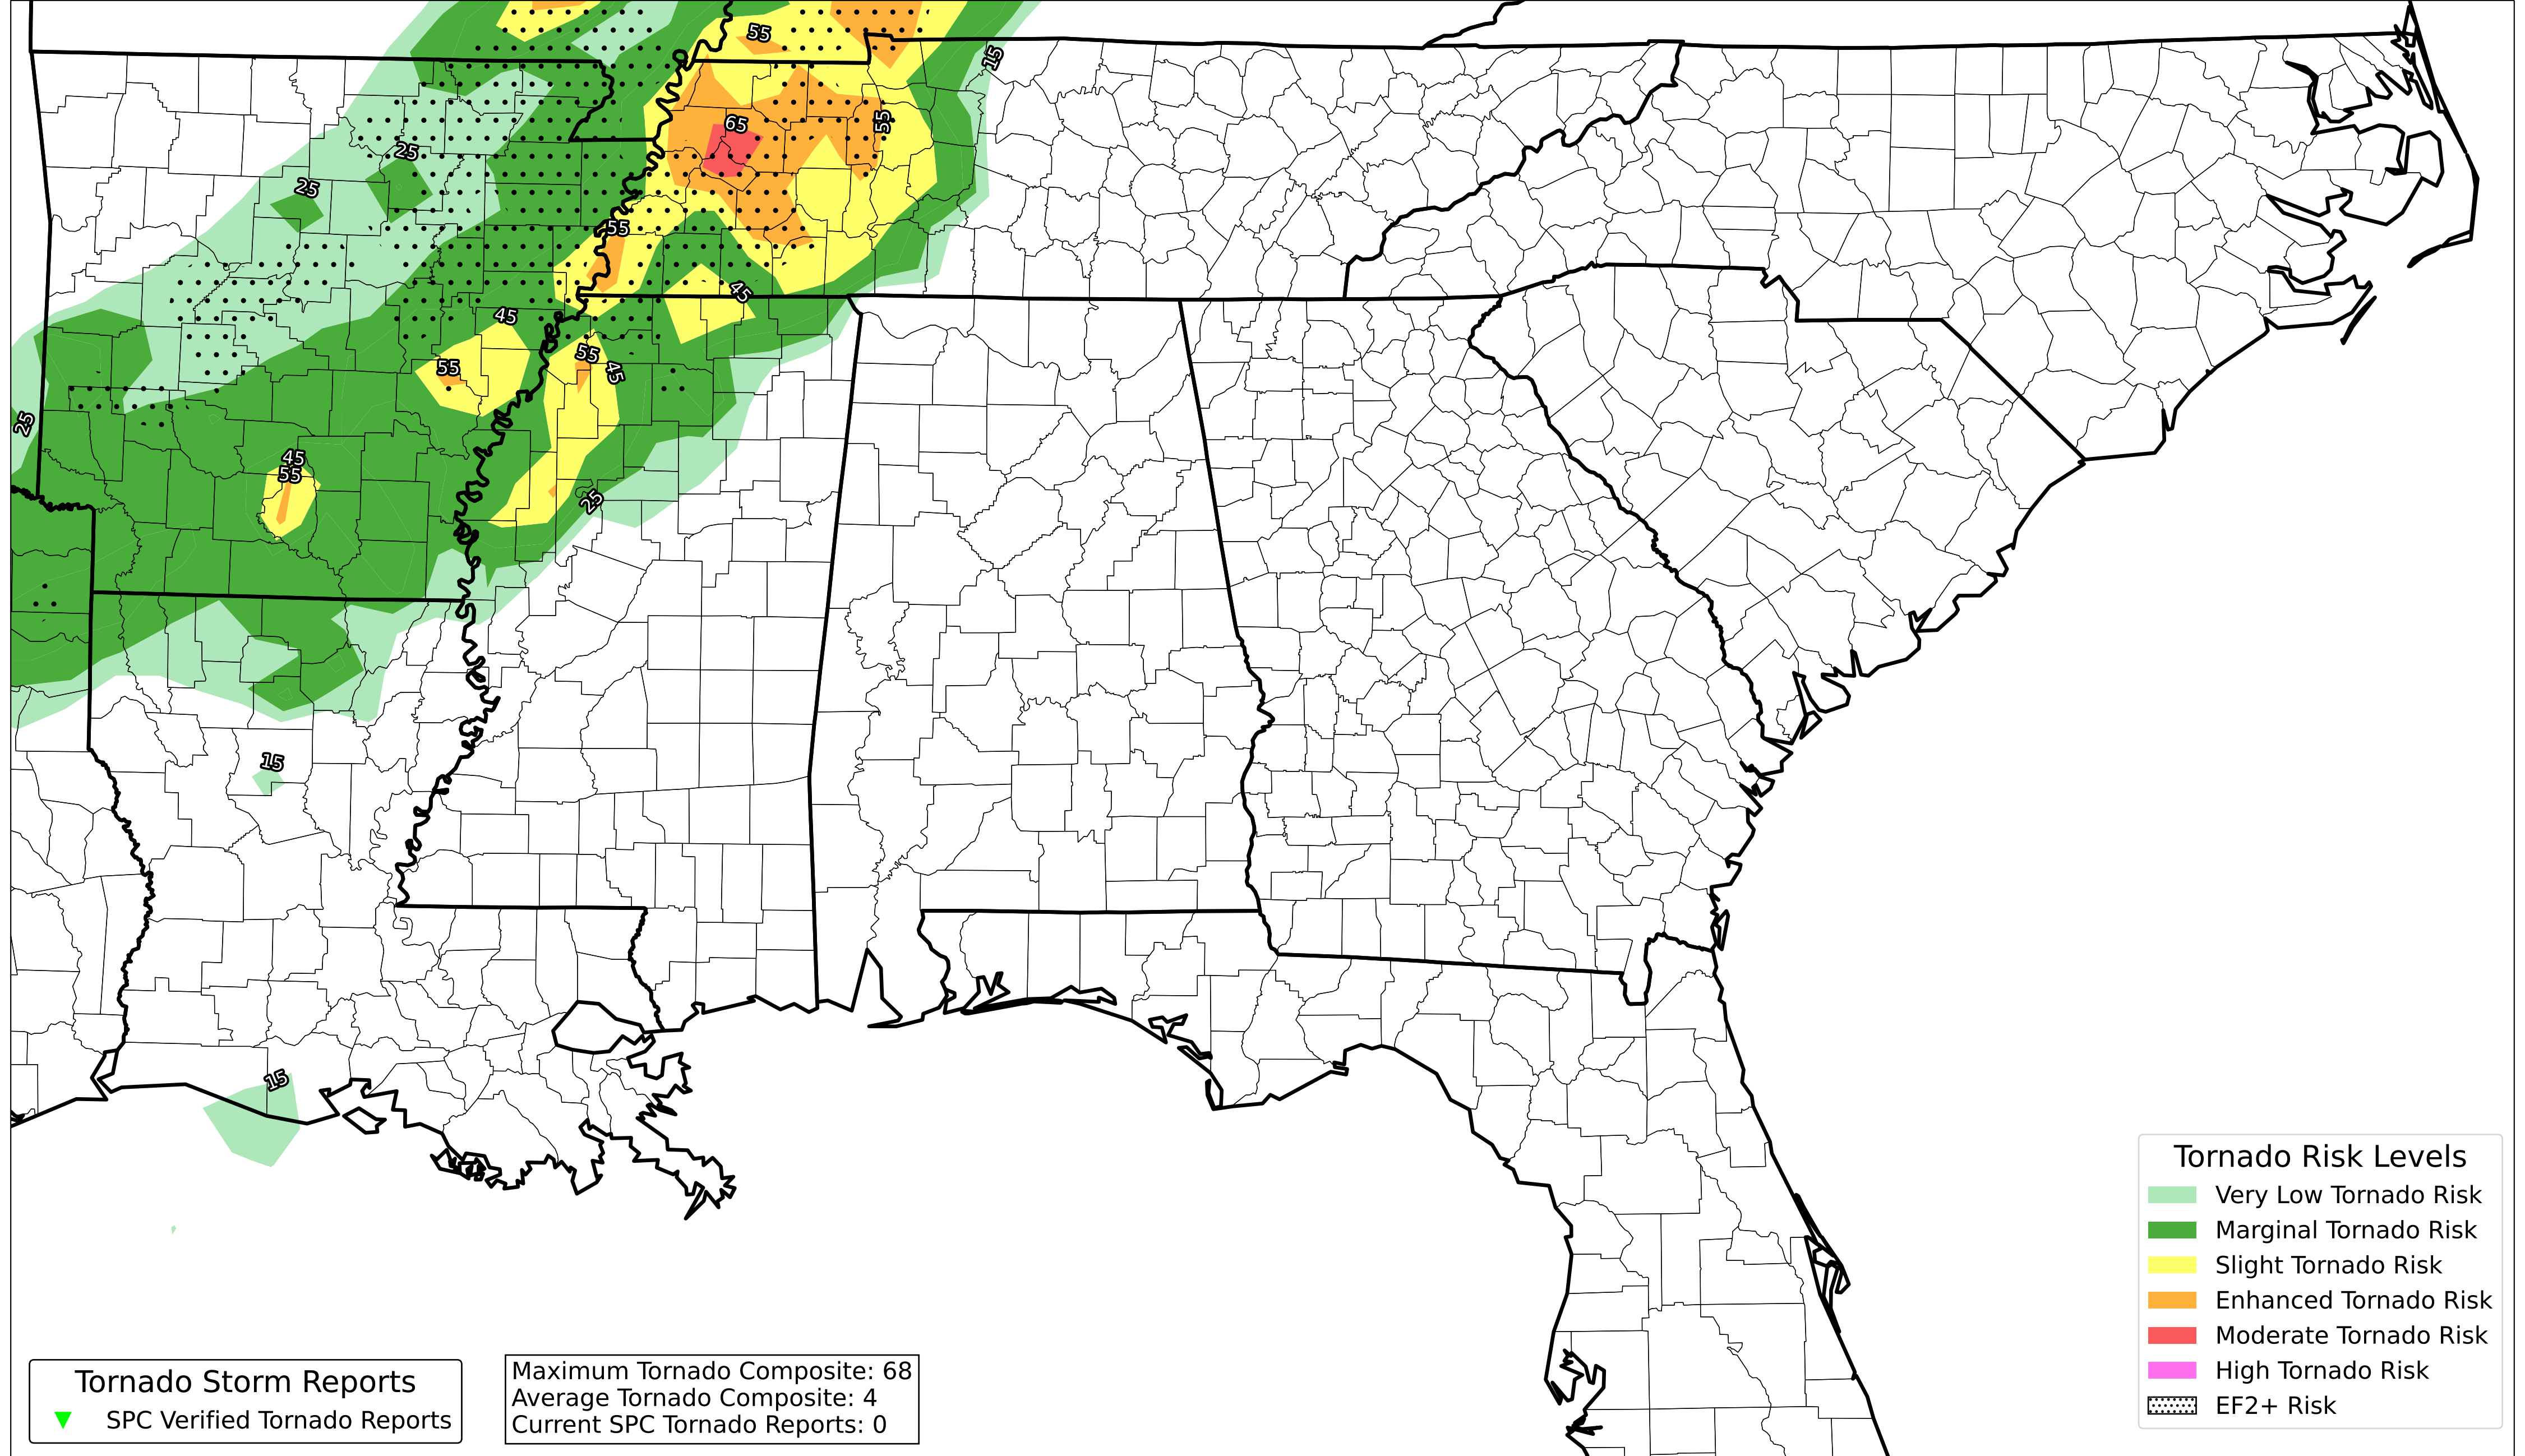 55
15
65
55
25
25
55
45
45
55
45
55
25
45
55
25
15
15
Tornado Risk Levels
Very Low Tornado Risk
Marginal Tornado Risk
Slight Tornado Risk
Enhanced Tornado Risk
Moderate Tornado Risk
High Tornado Risk
EF2+ Risk
Tornado Storm Reports
SPC Verified Tornado Reports
Maximum Tornado Composite: 68
Average Tornado Composite: 4
Current SPC Tornado Reports: 0